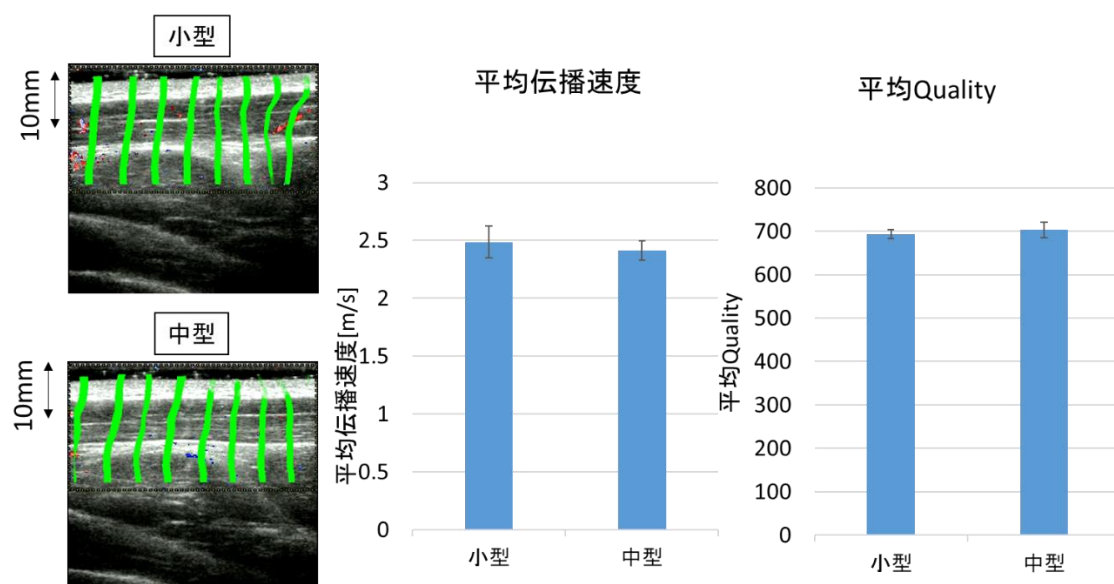 小型
10mm
中型
10mm
平均伝播速度
平均伝播速度[m/s]
3
2.5
2
1.5
1
0.5
0
小型
中型
平均Quality
平均Quality
800
700
600
500
400
300
200
100
0
小型
中型